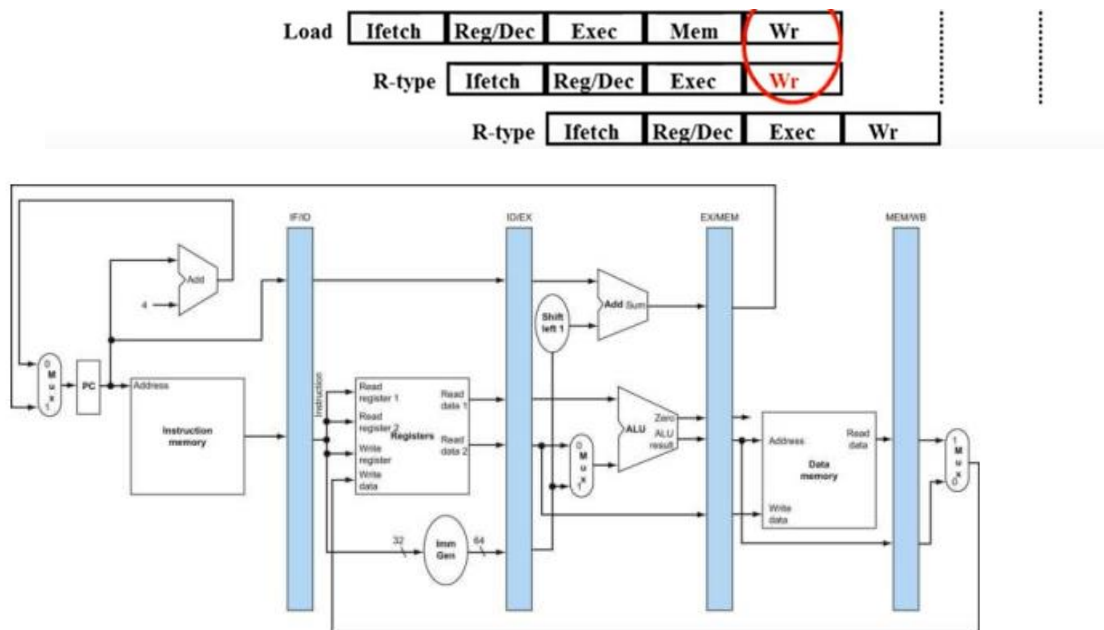 Load Ifetch Reg/Dec Exec Mem Wr
R-type Ifetch Reg/Dec Exec Wr
R-type Ifetch Reg/Dec Exec Wr
IF/ID
ID/EX
EX/MEM
MEM/WB
Add
4
Add Sum
Shift
left 1
0
M
u
x
1
PC
Address
Instruction
memory
Instruction
Read
register 1
Read
register 2
Write
register
Write
data
Registers
Read
data 1
Read
data 2
0
M
u
x
1
ALU
Zero
ALU
result
Address
Read
data
Data
memory
Write
data
1
M
u
x
0
32
Imm
Gen
64